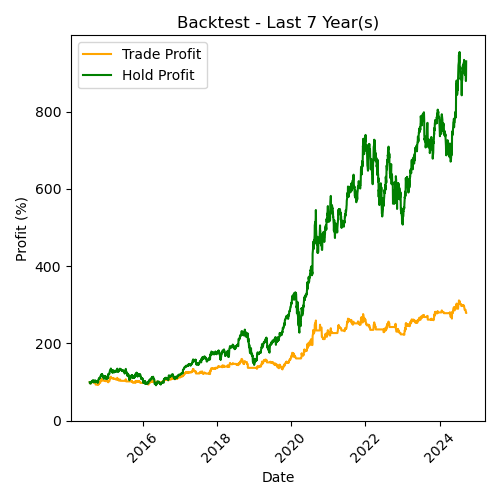 Backtest - Last 7 Year(s)
Trade Profit
Hold Profit
Profit (%)
800
600
400
200
0
2016
2018
2020
2022
2024
Date